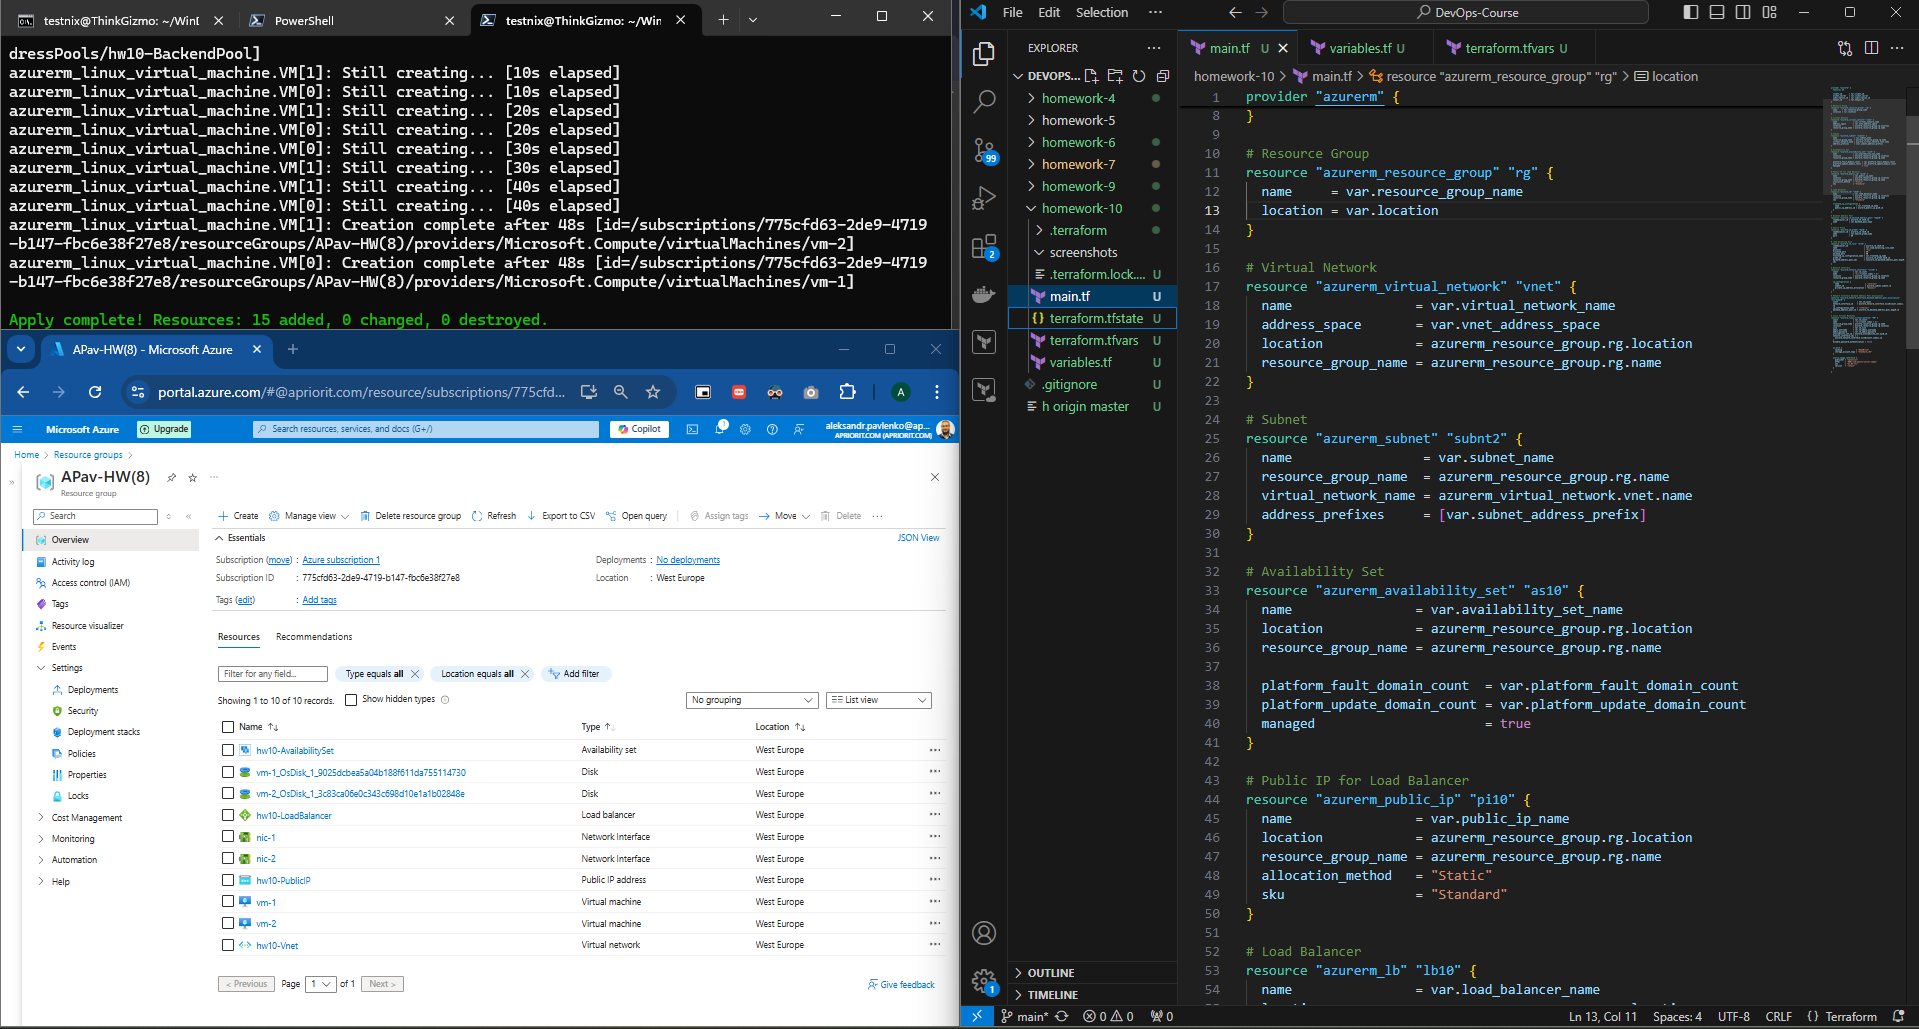 testnix@ThinkGizmo: ~/Win
PowerShell
testnix@ThinkGizmo: ~/Win
dressPools/hw10-BackendPool]
azurerm_linux_virtual_machine.VM[1]: Still creating... [10s elapsed]
azurerm_linux_virtual_machine.VM[0]: Still creating... [10s elapsed]
azurerm_linux_virtual_machine.VM[1]: Still creating... [20s elapsed]
azurerm_linux_virtual_machine.VM[0]: Still creating... [20s elapsed]
azurerm_linux_virtual_machine.VM[0]: Still creating... [30s elapsed]
azurerm_linux_virtual_machine.VM[1]: Still creating... [30s elapsed]
azurerm_linux_virtual_machine.VM[1]: Still creating... [40s elapsed]
azurerm_linux_virtual_machine.VM[0]: Still creating... [40s elapsed]
azurerm_linux_virtual_machine.VM[1]: Creation complete after 48s [id=/subscriptions/775cfd63-2de9-4719
-b147-fbc6e38f27e8/resourceGroups/APav-HW(8)/providers/Microsoft.Compute/virtualMachines/vm-2]
azurerm_linux_virtual_machine.VM[0]: Creation complete after 48s [id=/subscriptions/775cfd63-2de9-4719
-b147-fbc6e38f27e8/resourceGroups/APav-HW(8)/providers/Microsoft.Compute/virtualMachines/vm-1]
Apply complete! Resources: 15 added, 0 changed, 0 destroyed.
APav-HW(8) - Microsoft Azure
portal.azure.com/#@apriorit.com/resource/subscriptions/775cfd...
A
Microsoft Azure
Upgrade
Search resources, services, and docs (G+/)
Copilot
1
aleksandr.pavlenko@ap...
APRIORIT.COM (APRIORIT.COM)
Home > Resource groups >
APav-HW(8)
Resource group
Search
Overview
Activity log
Access control (IAM)
Tags
Resource visualizer
Events
Settings
Deployments
Security
Deployment stacks
Policies
Properties
Locks
Cost Management
Monitoring
Automation
Help
Create
Manage view
Delete resource group
Refresh
Export to CSV
Open query
Assign tags
Move
Delete
Essentials
JSON View
Subscription (move) : Azure subscription 1
Deployments : No deployments
Subscription ID : 775cfd63-2de9-4719-b147-fbc6e38f27e8
Location : West Europe
Tags (edit) : Add tags
Resources
Recommendations
Filter for any field...
Type equals all
Location equals all
Add filter
Showing 1 to 10 of 10 records.
Show hidden types
No grouping
List view
Name
Type
Location
hw10-AvailabilitySet Availability set West Europe
vm-1_OsDisk_1_9025dcbea5a04b188f611da755114730 Disk West Europe
vm-2_OsDisk_1_3c83ca06e0c343c698d10e1a1b02848e Disk West Europe
hw10-LoadBalancer Load balancer West Europe
nic-1 Network Interface West Europe
nic-2 Network Interface West Europe
hw10-PublicIP Public IP address West Europe
vm-1 Virtual machine West Europe
vm-2 Virtual machine West Europe
hw10-Vnet Virtual network West Europe
< Previous
Page 1 of 1
Next >
Give feedback
File
Edit
Selection
DevOps-Course
EXPLORER
DEVOPS...
homework-4
homework-5
homework-6
homework-7
homework-9
homework-10
.terraform
screenshots
.terraform.lock.... U
main.tf U
terraform.tfstate U
terraform.tfvars U
variables.tf U
.gitignore U
h origin master U
OUTLINE
TIMELINE
99
2
1
main.tf U
variables.tf U
terraform.tfvars U
homework-10 > main.tf > resource "azurerm_resource_group" "rg" > location
1 provider "azurerm" {
8 }
9
10 # Resource Group
11 resource "azurerm_resource_group" "rg" {
12 name = var.resource_group_name
13 location = var.location
14 }
15
16 # Virtual Network
17 resource "azurerm_virtual_network" "vnet" {
18 name = var.virtual_network_name
19 address_space = var.vnet_address_space
20 location = azurerm_resource_group.rg.location
21 resource_group_name = azurerm_resource_group.rg.name
22 }
23
24 # Subnet
25 resource "azurerm_subnet" "subnt2" {
26 name = var.subnet_name
27 resource_group_name = azurerm_resource_group.rg.name
28 virtual_network_name = azurerm_virtual_network.vnet.name
29 address_prefixes = [var.subnet_address_prefix]
30 }
31
32 # Availability Set
33 resource "azurerm_availability_set" "as10" {
34 name = var.availability_set_name
35 location = azurerm_resource_group.rg.location
36 resource_group_name = azurerm_resource_group.rg.name
37
38 platform_fault_domain_count = var.platform_fault_domain_count
39 platform_update_domain_count = var.platform_update_domain_count
40 managed = true
41 }
42
43 # Public IP for Load Balancer
44 resource "azurerm_public_ip" "pi10" {
45 name = var.public_ip_name
46 location = azurerm_resource_group.rg.location
47 resource_group_name = azurerm_resource_group.rg.name
48 allocation_method = "Static"
49 sku = "Standard"
50 }
51
52 # Load Balancer
53 resource "azurerm_lb" "lb10" {
54 name = var.load_balancer_name
main*
0
0
0
Ln 13, Col 11
Spaces: 4
UTF-8
CRLF
Terraform